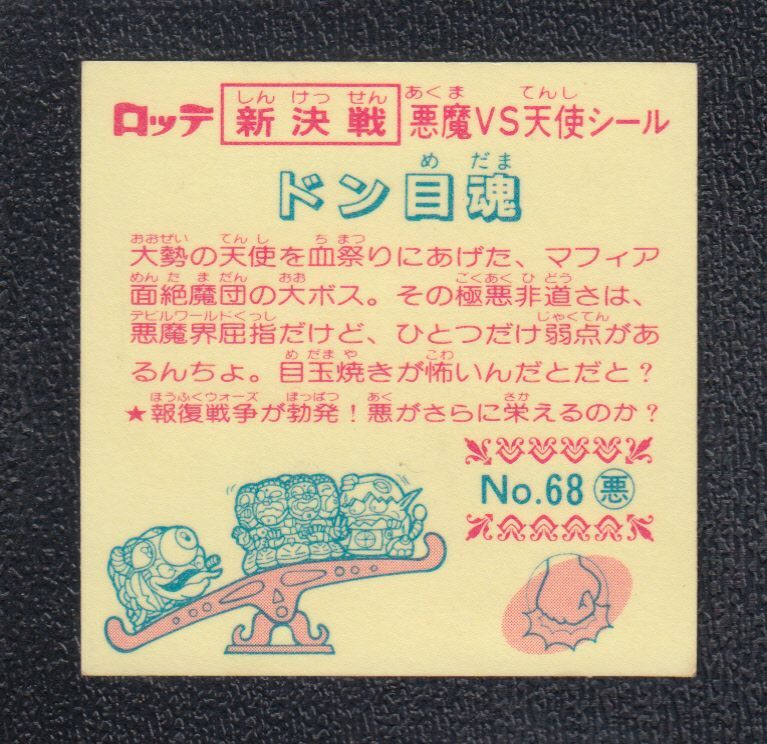 しんけっせん あくま てんし
ロッテ 新決戦 悪魔VS天使シール
め だま
ドン目魂
おおぜい てんし ち まつ
大勢の天使を血祭りにあげた、マフィア
めん た ま だん おお ごくあく ひ どう
面絶魔団の大ボス。その極悪非道さは、
デビルワールドくっし じゃくてん
悪魔界屈指だけど、ひとつだけ弱点があ
め だま や こわ
るんちょ。目玉焼きが怖いんだとだと?
ほうふくウォーズ ぼっぱつ あく さか
★報復戦争が勃発!悪がさらに栄えるのか?
No.68 悪